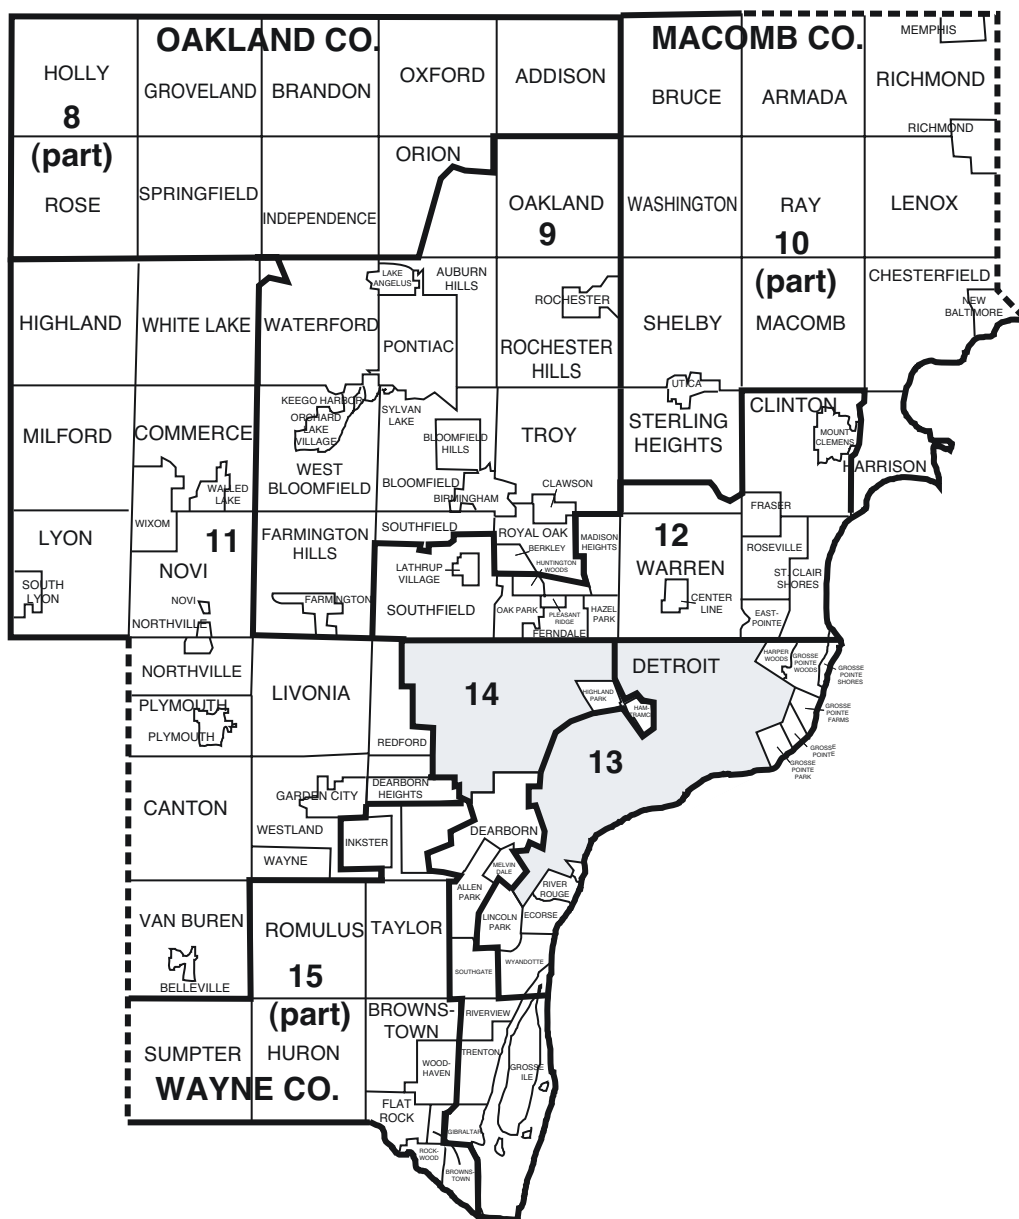 OAKLAND CO.
MACOMB CO.
MEMPHIS
HOLLY
GROVELAND
BRANDON
OXFORD
ADDISON
BRUCE
ARMADA
RICHMOND
8
(part)
RICHMOND
ORION
ROSE
SPRINGFIELD
INDEPENDENCE
OAKLAND
9
WASHINGTON
RAY
LENOX
10
(part)
CHESTERFIELD
NEW
BALTIMORE
LAKE
ANGELUS
AUBURN
HILLS
ROCHESTER
HIGHLAND
WHITE LAKE
WATERFORD
PONTIAC
ROCHESTER
HILLS
SHELBY
MACOMB
UTICA
KEEGO HARBOR
ORCHARD
LAKE
VILLAGE
SYLVAN
LAKE
CLINTON
MILFORD
COMMERCE
BLOOMFIELD
HILLS
TROY
STERLING
HEIGHTS
MOUNT
CLEMENS
HARRISON
WEST
BLOOMFIELD
BLOOMFIELD
BIRMINGHAM
CLAWSON
WALLED
LAKE
WIXOM
FRASER
LYON
11
NOVI
FARMINGTON
HILLS
SOUTHFIELD
ROYAL OAK
MADISON
HEIGHTS
12
WARREN
ROSEVILLE
BERKLEY
HUNTINGTON
WOODS
LATHRUP
VILLAGE
SOUTH
LYON
ST. CLAIR
SHORES
CENTER
LINE
NOVI
FARMINGTON
SOUTHFIELD
OAK PARK
PLEASANT
RIDGE
HAZEL
PARK
EAST-
POINTE
NORTHVILLE
FERNDALE
NORTHVILLE
DETROIT
HARPER
WOODS
GROSSE
POINTE
WOODS
GROSSE
POINTE
SHORES
LIVONIA
14
HIGHLAND
PARK
HAM-
TRAMCK
PLYMOUTH
PLYMOUTH
GROSSE
POINTE
FARMS
REDFORD
GROSSE
POINTE
GROSSE
POINTE
PARK
13
CANTON
GARDEN CITY
DEARBORN
HEIGHTS
WESTLAND
INKSTER
DEARBORN
WAYNE
MELVIN
DALE
ALLEN
PARK
RIVER
ROUGE
VAN BUREN
ROMULUS
TAYLOR
LINCOLN
PARK
ECORSE
BELLEVILLE
15
(part)
SOUTHGATE
WYANDOTTE
BROWNS-
TOWN
RIVERVIEW
SUMPTER
HURON
TRENTON
WOOD-
HAVEN
GROSSE
ILE
WAYNE CO.
FLAT
ROCK
GIBRALTAR
ROCK-
WOOD
BROWNS-
TOWN